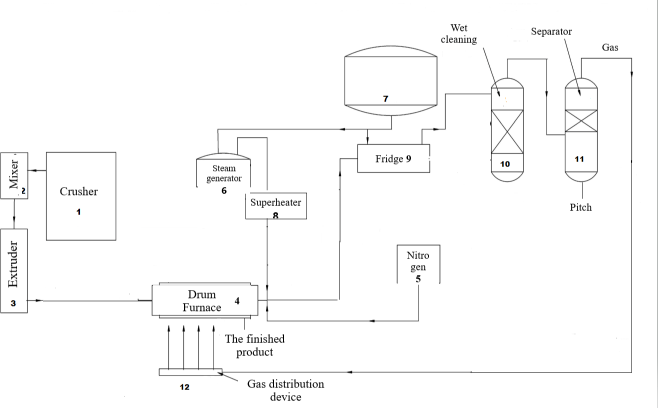 Wet
cleaning
Separator
Gas
7
Fridge 9
10
11
Pitch
Mixer
2
Crusher
1
Steam
generator
6
Superheater
8
Extruder
3
Drum
Furnace 4
Nitro
gen
5
The finished
product
12
Gas distribution
device